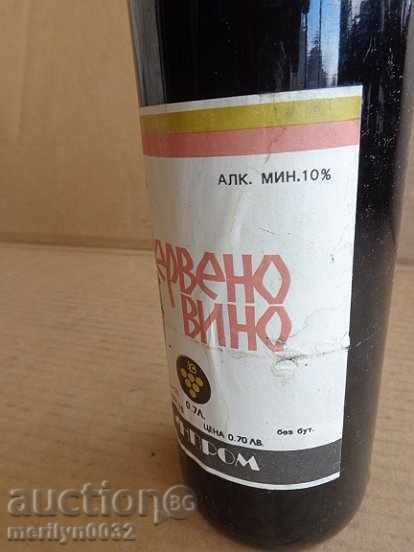 АЛК. МИН. 10%
ервено
вино
0.7Л.
ЦЕНА 0.70 ЛВ. без бут.
ПРОМ
auction BG
merilyn0032